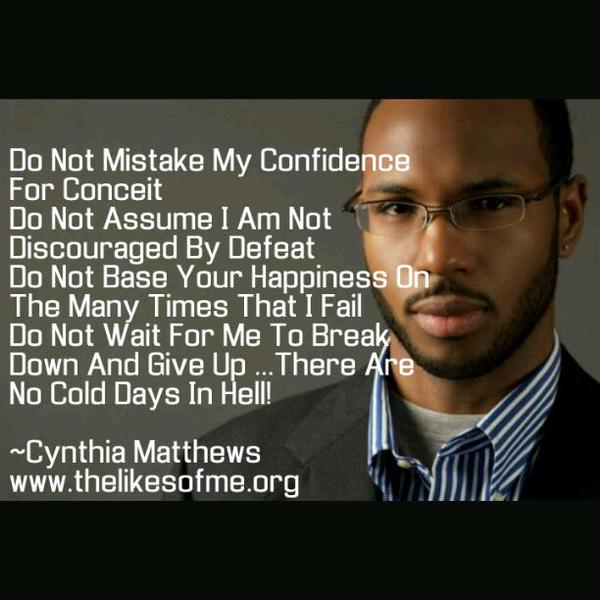 Do Not Mistake My Confidence
For Conceit
Do Not Assume I Am Not
Discouraged By Defeat
Do Not Base Your Happiness On
The Many Times That I Fail
Do Not Wait For Me To Break
Down And Give Up ...There Are
No Cold Days In Hell!
~Cynthia Matthews
www.thelikesofme.org